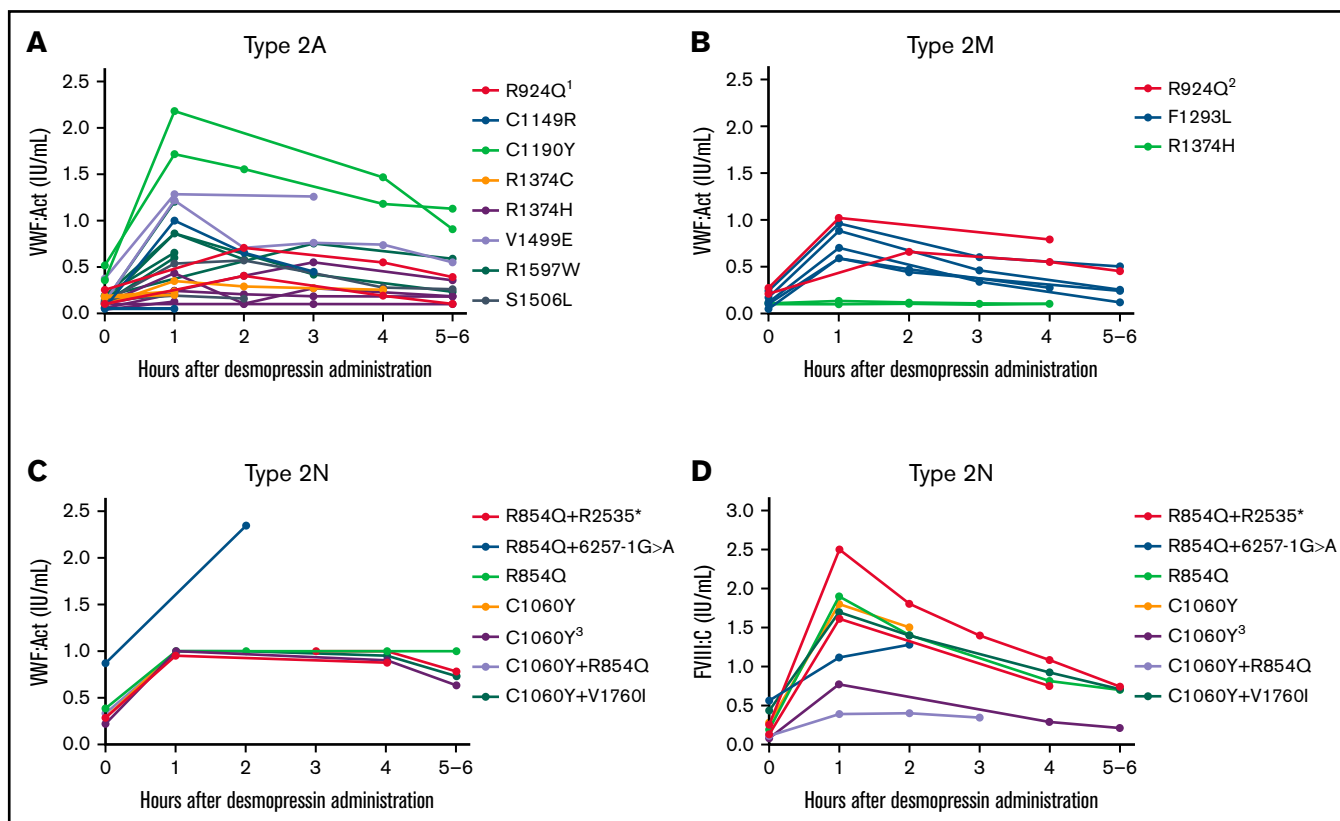 A
Type 2A
VWF:Act (IU/mL)
2.5
2.0
1.5
1.0
0.5
0.0
0 1 2 3 4 5–6
Hours after desmopressin administration
R924Q¹
C1149R
C1190Y
R1374C
R1374H
V1499E
R1597W
S1506L
B
Type 2M
VWF:Act (IU/mL)
2.5
2.0
1.5
1.0
0.5
0.0
0 1 2 3 4 5–6
Hours after desmopressin administration
R924Q²
F1293L
R1374H
C
Type 2N
VWF:Act (IU/mL)
2.5
2.0
1.5
1.0
0.5
0.0
0 1 2 3 4 5–6
Hours after desmopressin administration
R854Q+R2535*
R854Q+6257-1G>A
R854Q
C1060Y
C1060Y³
C1060Y+R854Q
C1060Y+V1760I
D
Type 2N
FVIII:C (IU/mL)
3.0
2.5
2.0
1.5
1.0
0.5
0.0
0 1 2 3 4 5–6
Hours after desmopressin administration
R854Q+R2535*
R854Q+6257-1G>A
R854Q
C1060Y
C1060Y³
C1060Y+R854Q
C1060Y+V1760I